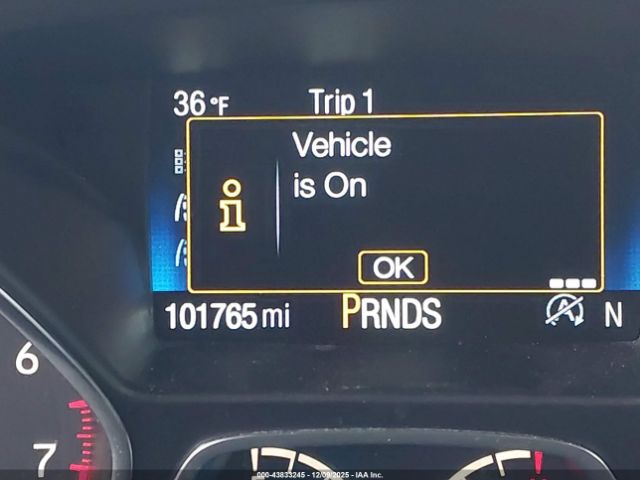 36 °F Trip 1
Vehicle
is On
i
OK
101765 mi PRNDS A N
6
7
000-43833245 - 12/09/2025 - IAA Inc.